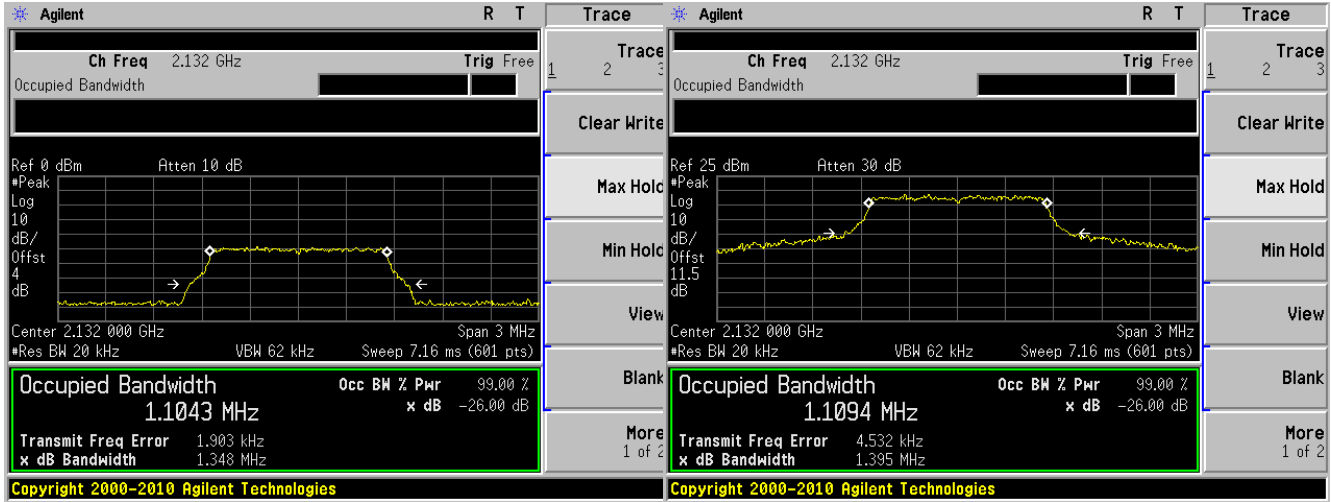 Agilent R T Trace
Ch Freq 2.132 GHz Trig Free
Occupied Bandwidth
Trace
1 2 3
Clear Write
Max Hold
Min Hold
View
Blank
More
1 of 2
Ref 0 dBm Atten 10 dB
#Peak
Log
10
dB/
Offst
4
dB
Center 2.132 000 GHz Span 3 MHz
#Res BW 20 kHz VBW 62 kHz Sweep 7.16 ms (601 pts)
Occupied Bandwidth Occ BW % Pwr 99.00 %
1.1043 MHz x dB -26.00 dB
Transmit Freq Error 1.903 kHz
x dB Bandwidth 1.348 MHz
Copyright 2000-2010 Agilent Technologies
Agilent R T Trace
Ch Freq 2.132 GHz Trig Free
Occupied Bandwidth
Trace
1 2 3
Clear Write
Max Hold
Min Hold
View
Blank
More
1 of 2
Ref 25 dBm Atten 30 dB
#Peak
Log
10
dB/
Offst
11.5
dB
Center 2.132 000 GHz Span 3 MHz
#Res BW 20 kHz VBW 62 kHz Sweep 7.16 ms (601 pts)
Occupied Bandwidth Occ BW % Pwr 99.00 %
1.1094 MHz x dB -26.00 dB
Transmit Freq Error 4.532 kHz
x dB Bandwidth 1.395 MHz
Copyright 2000-2010 Agilent Technologies